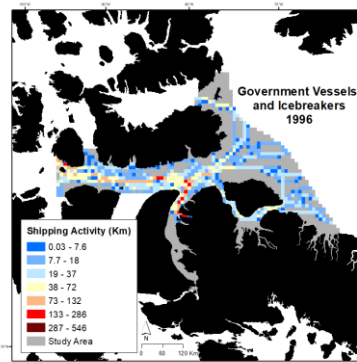 Government Vessels
and Icebreakers
1996
Shipping Activity (Km)
0.03 - 7.6
7.7 - 18
19 - 37
38 - 72
73 - 132
133 - 286
287 - 546
Study Area
N
0 60 120 Km